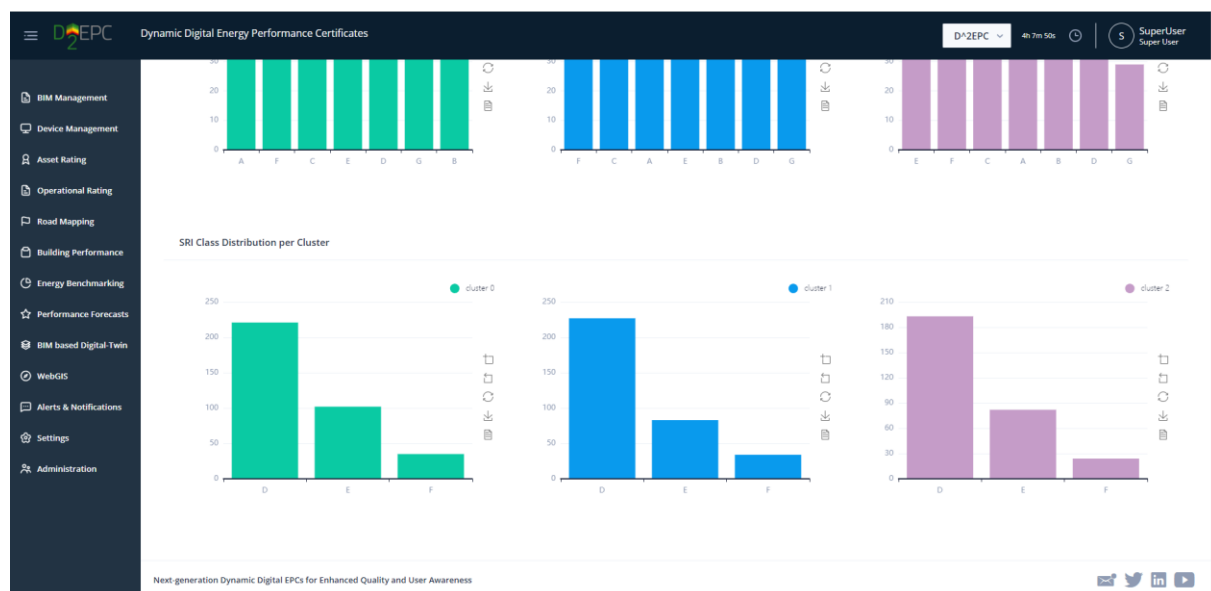 D2EPC
Dynamic Digital Energy Performance Certificates
D^2EPC
4h 7m 50s
S
SuperUser
Super User
BIM Management
Device Management
Asset Rating
Operational Rating
Road Mapping
Building Performance
Energy Benchmarking
Performance Forecasts
BIM based Digital-Twin
WebGIS
Alerts & Notifications
Settings
Administration
30
20
10
0
A F C E D G B
30
20
10
0
F C A E B D G
30
20
10
0
E F C A B D G
SRI Class Distribution per Cluster
cluster 0
250
200
150
100
50
0
D E F
cluster 1
250
200
150
100
50
0
D E F
cluster 2
210
180
150
120
90
60
30
0
D E F
Next-generation Dynamic Digital EPCs for Enhanced Quality and User Awareness
in